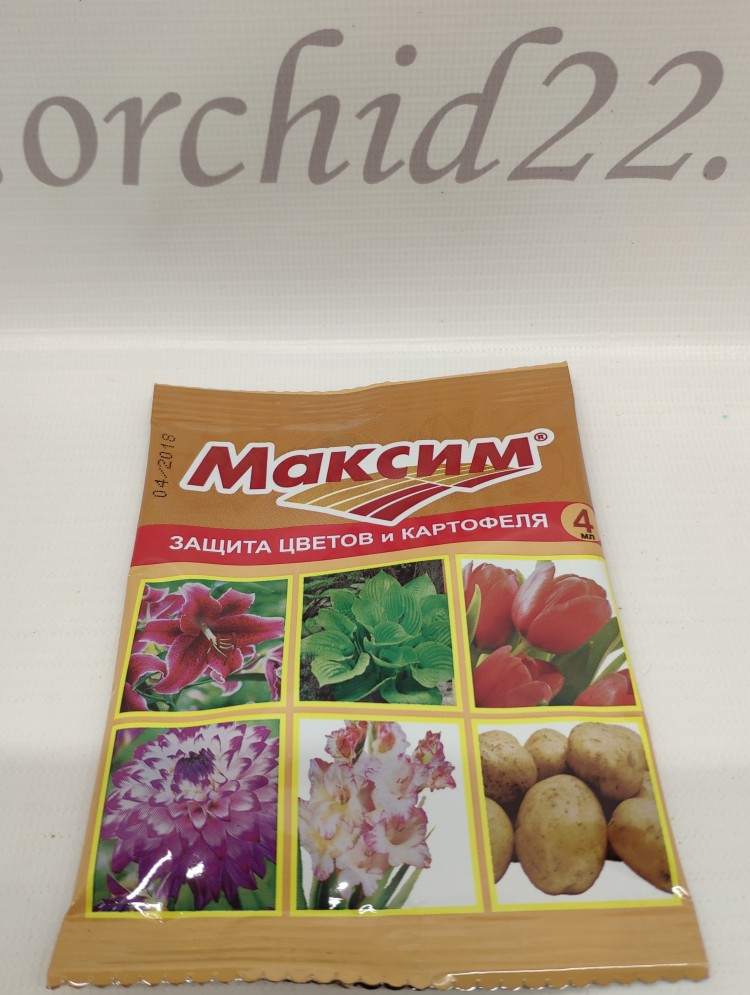 .orchid22.
04/2018
Максим®
ЗАЩИТА ЦВЕТОВ и КАРТОФЕЛЯ
4
МЛ